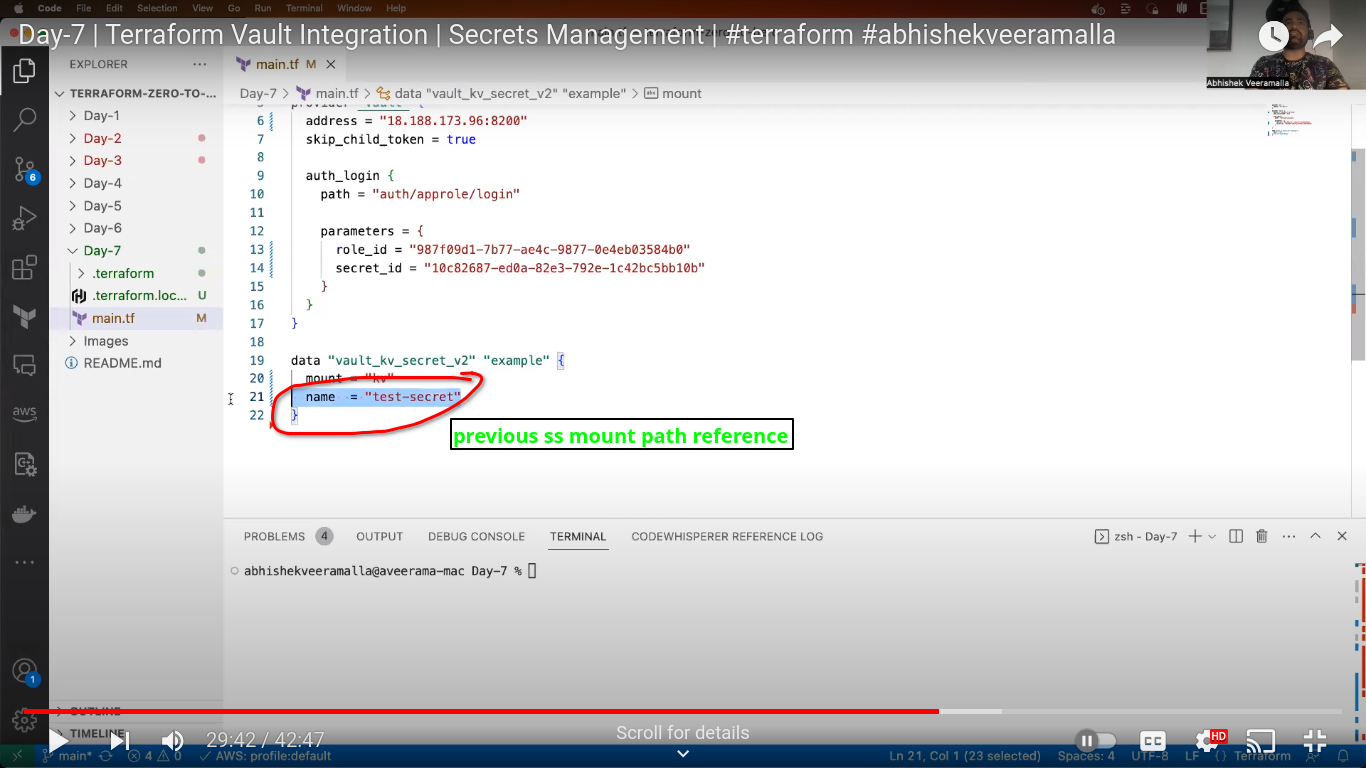 Code File Edit Selection View Go Run Terminal Window Help
Day-7 | Terraform Vault Integration | Secrets Management | #terraform #abhishekveeramalla
Abhishek Veeramalla
EXPLORER
TERRAFORM-ZERO-TO-...
Day-1
Day-2
Day-3
Day-4
Day-5
Day-6
Day-7
.terraform
.terraform.loc... U
main.tf M
Images
README.md
OUTLINE
TIMELINE
6
aws
1
main.tf M
Day-7 > main.tf > data "vault_kv_secret_v2" "example" > mount
5 provider "vault" {
6 address = "18.188.173.96:8200"
7 skip_child_token = true
8
9 auth_login {
10 path = "auth/approle/login"
11
12 parameters = {
13 role_id = "987f09d1-7b77-ae4c-9877-0e4eb03584b0"
14 secret_id = "10c82687-ed0a-82e3-792e-1c42bc5bb10b"
15 }
16 }
17 }
18
19 data "vault_kv_secret_v2" "example" {
20 mount = "kv"
21 name = "test-secret"
22 }
previous ss mount path reference
PROBLEMS 4 OUTPUT DEBUG CONSOLE TERMINAL CODEWHISPERER REFERENCE LOG
zsh - Day-7
abhishekveeramalla@aveerama-mac Day-7 %
29:42 / 42:47
Scroll for details
CC HD
main* 4 0 AWS: profile:default
Ln 21, Col 1 (23 selected) Spaces: 4 UTF-8 LF {} Terraform